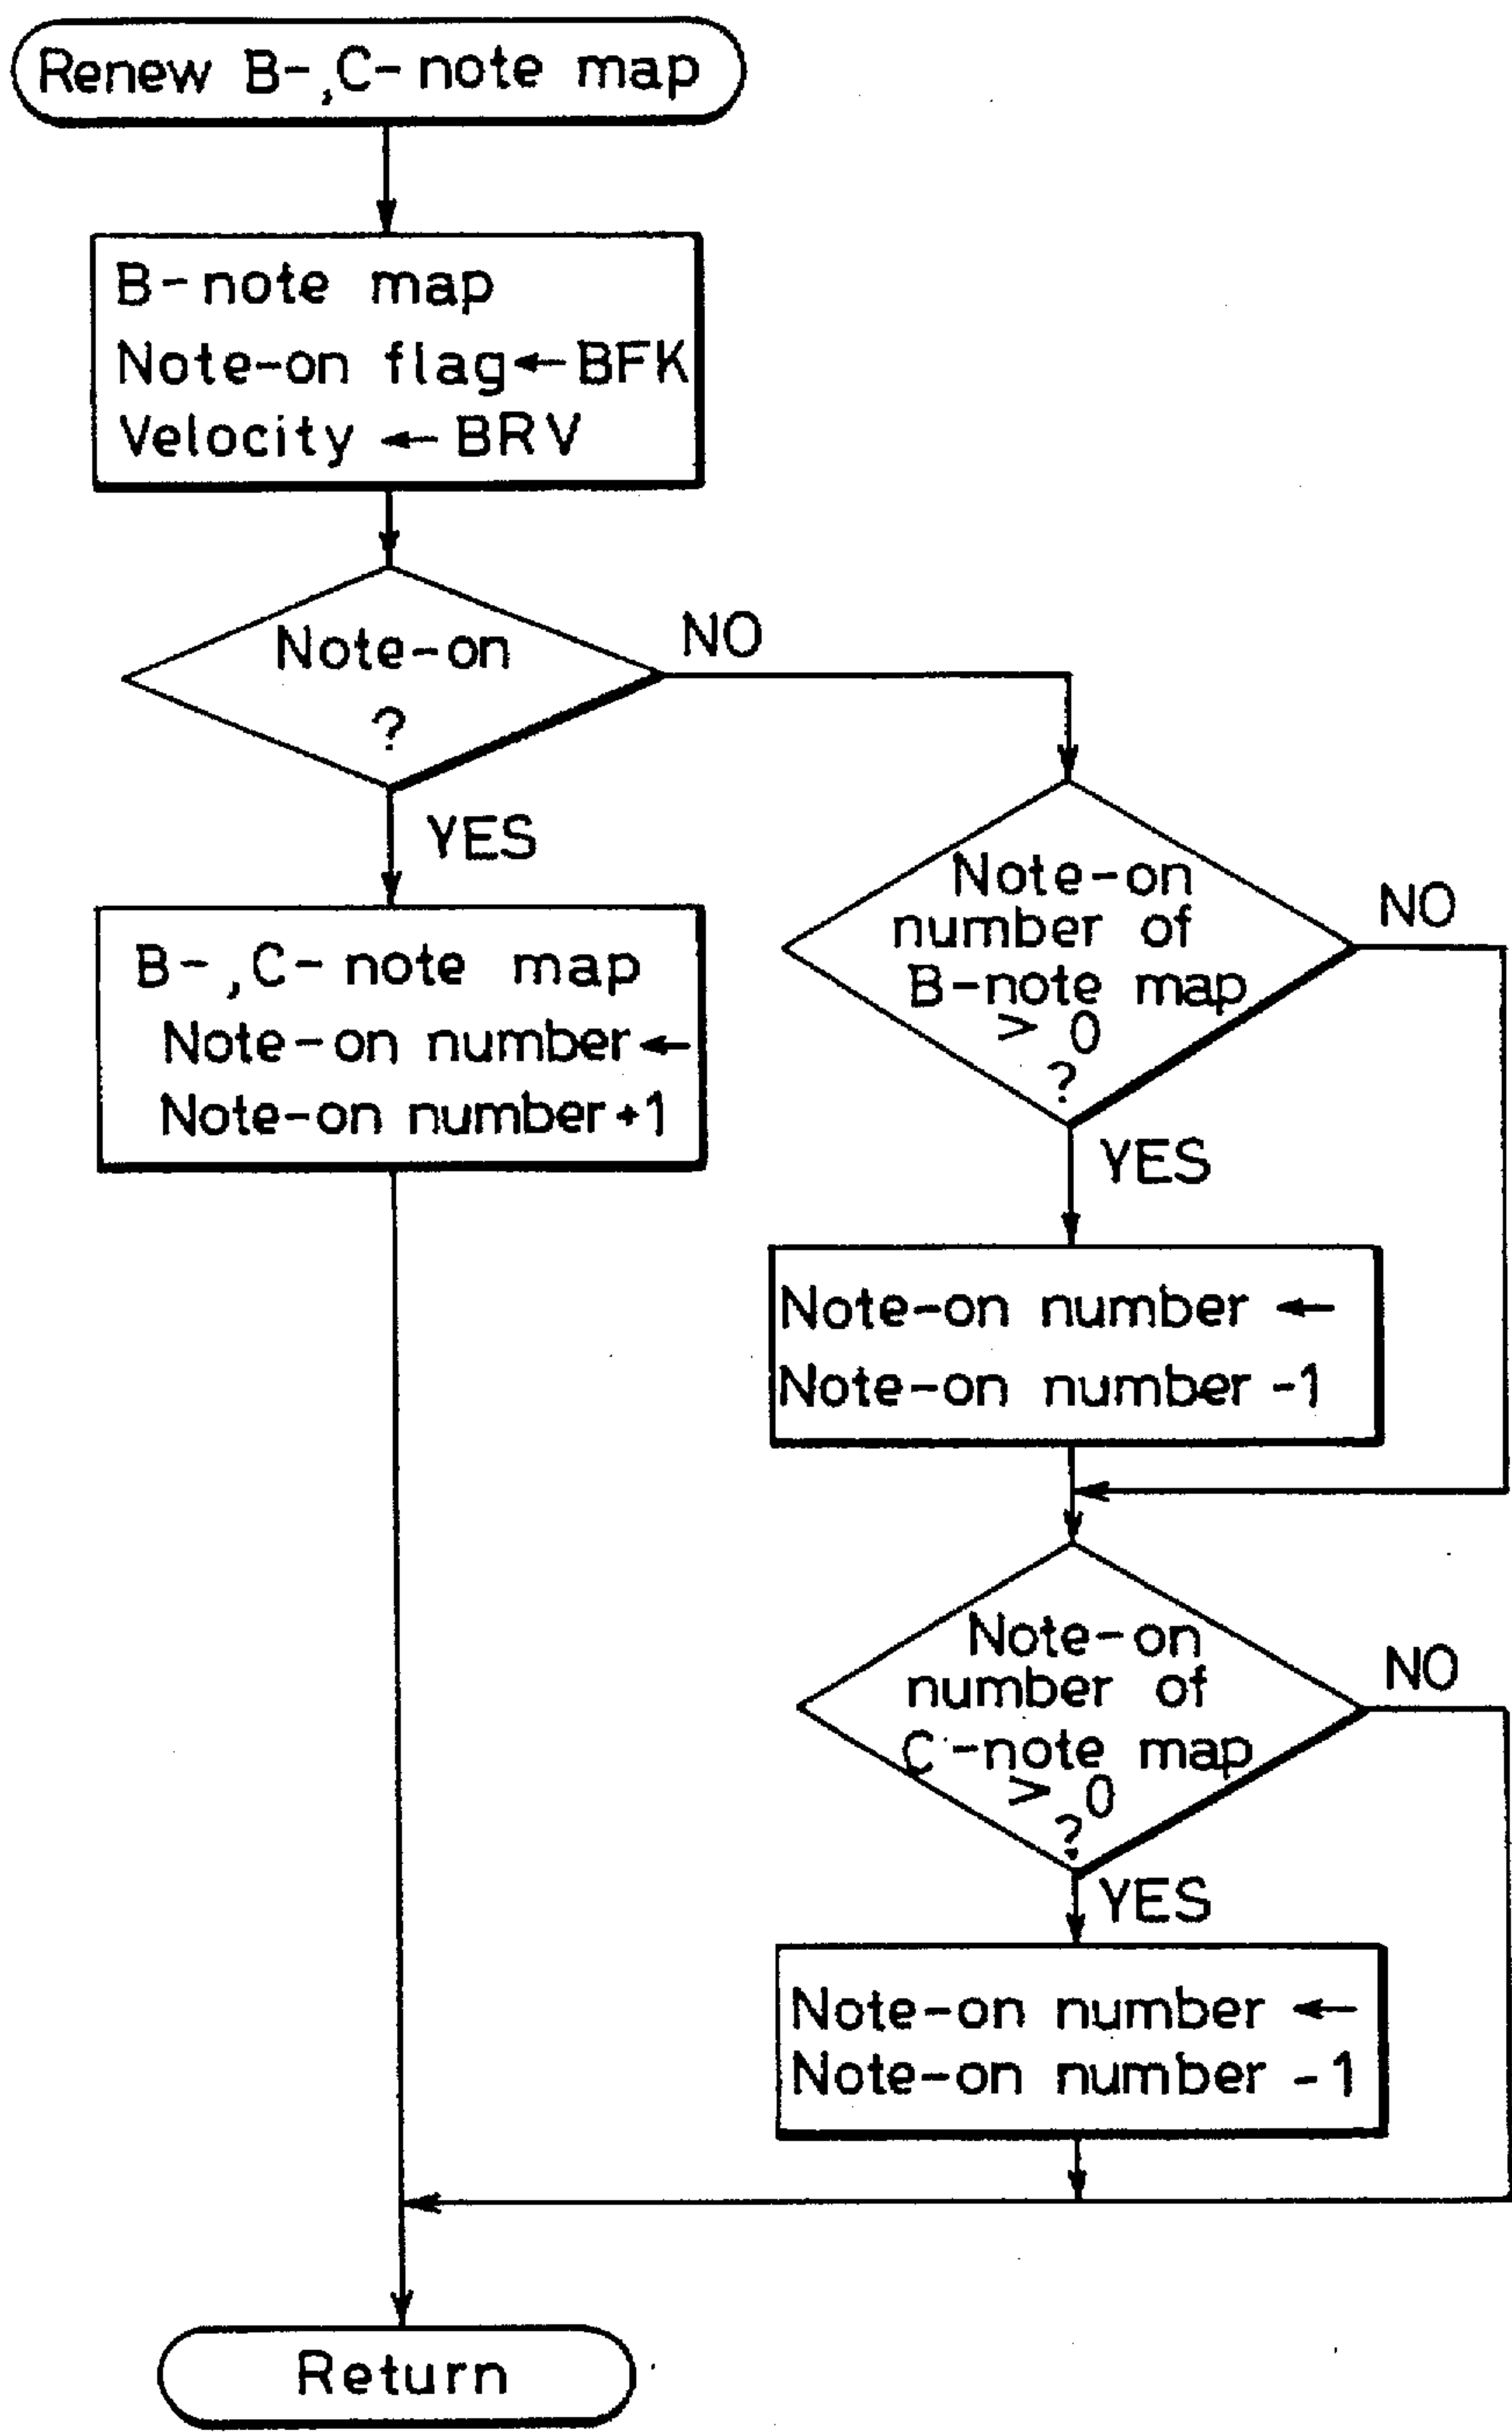 Renew B-,C- note map
B-note map
Note-on flag ← BFK
Velocity ← BRV
Note-on
?
NO
YES
B-,C- note map
Note-on number ←
Note-on number+1
Note-on
number of
B-note map
> 0
?
NO
YES
Note-on number ←
Note-on number -1
Note-on
number of
C-note map
> 0
?
NO
YES
Note-on number ←
Note-on number -1
Return